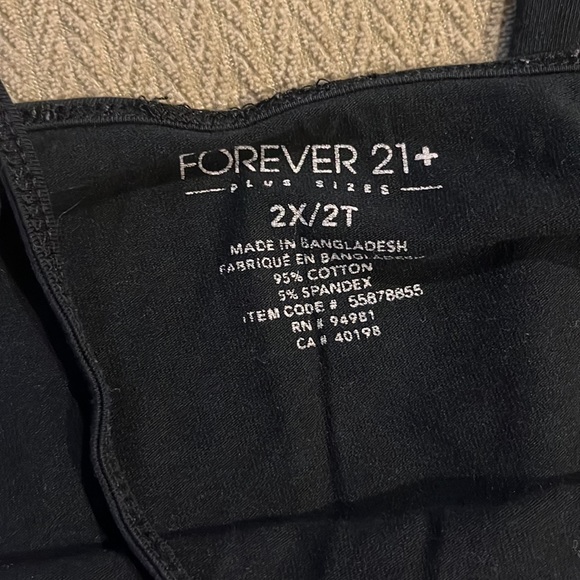 FOREVER 21+
PLUS SIZES
2X/2T
MADE IN BANGLADESH
FABRIQUÉ EN BANGLADESH
95% COTTON
5% SPANDEX
ITEM CODE # 55878855
RN # 94981
CA # 40198